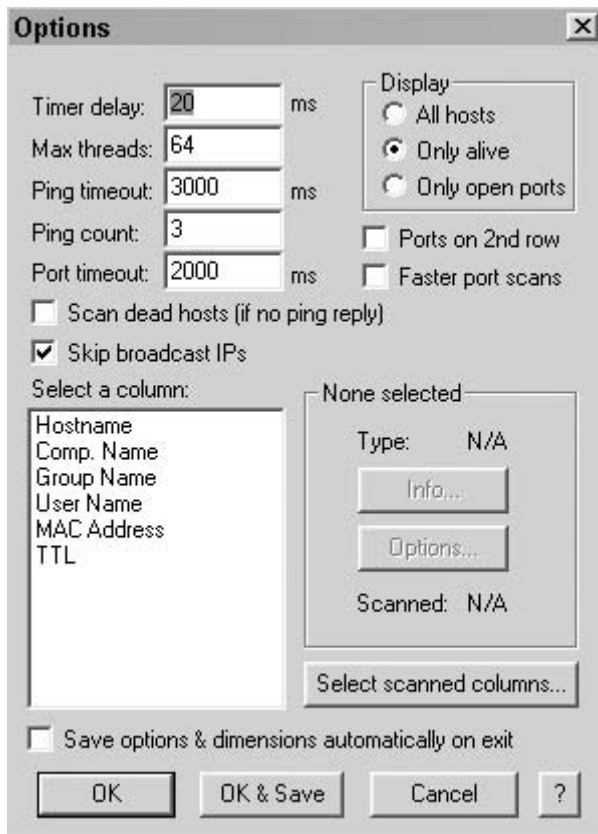 Options
Timer delay: 20 ms
Max threads: 64
Ping timeout: 3000 ms
Ping count: 3
Port timeout: 2000 ms
Display
All hosts
Only alive
Only open ports
Ports on 2nd row
Faster port scans
Scan dead hosts (if no ping reply)
Skip broadcast IPs
Select a column:
Hostname
Comp. Name
Group Name
User Name
MAC Address
TTL
None selected
Type: N/A
Info...
Options...
Scanned: N/A
Select scanned columns...
Save options & dimensions automatically on exit
OK OK & Save Cancel ?